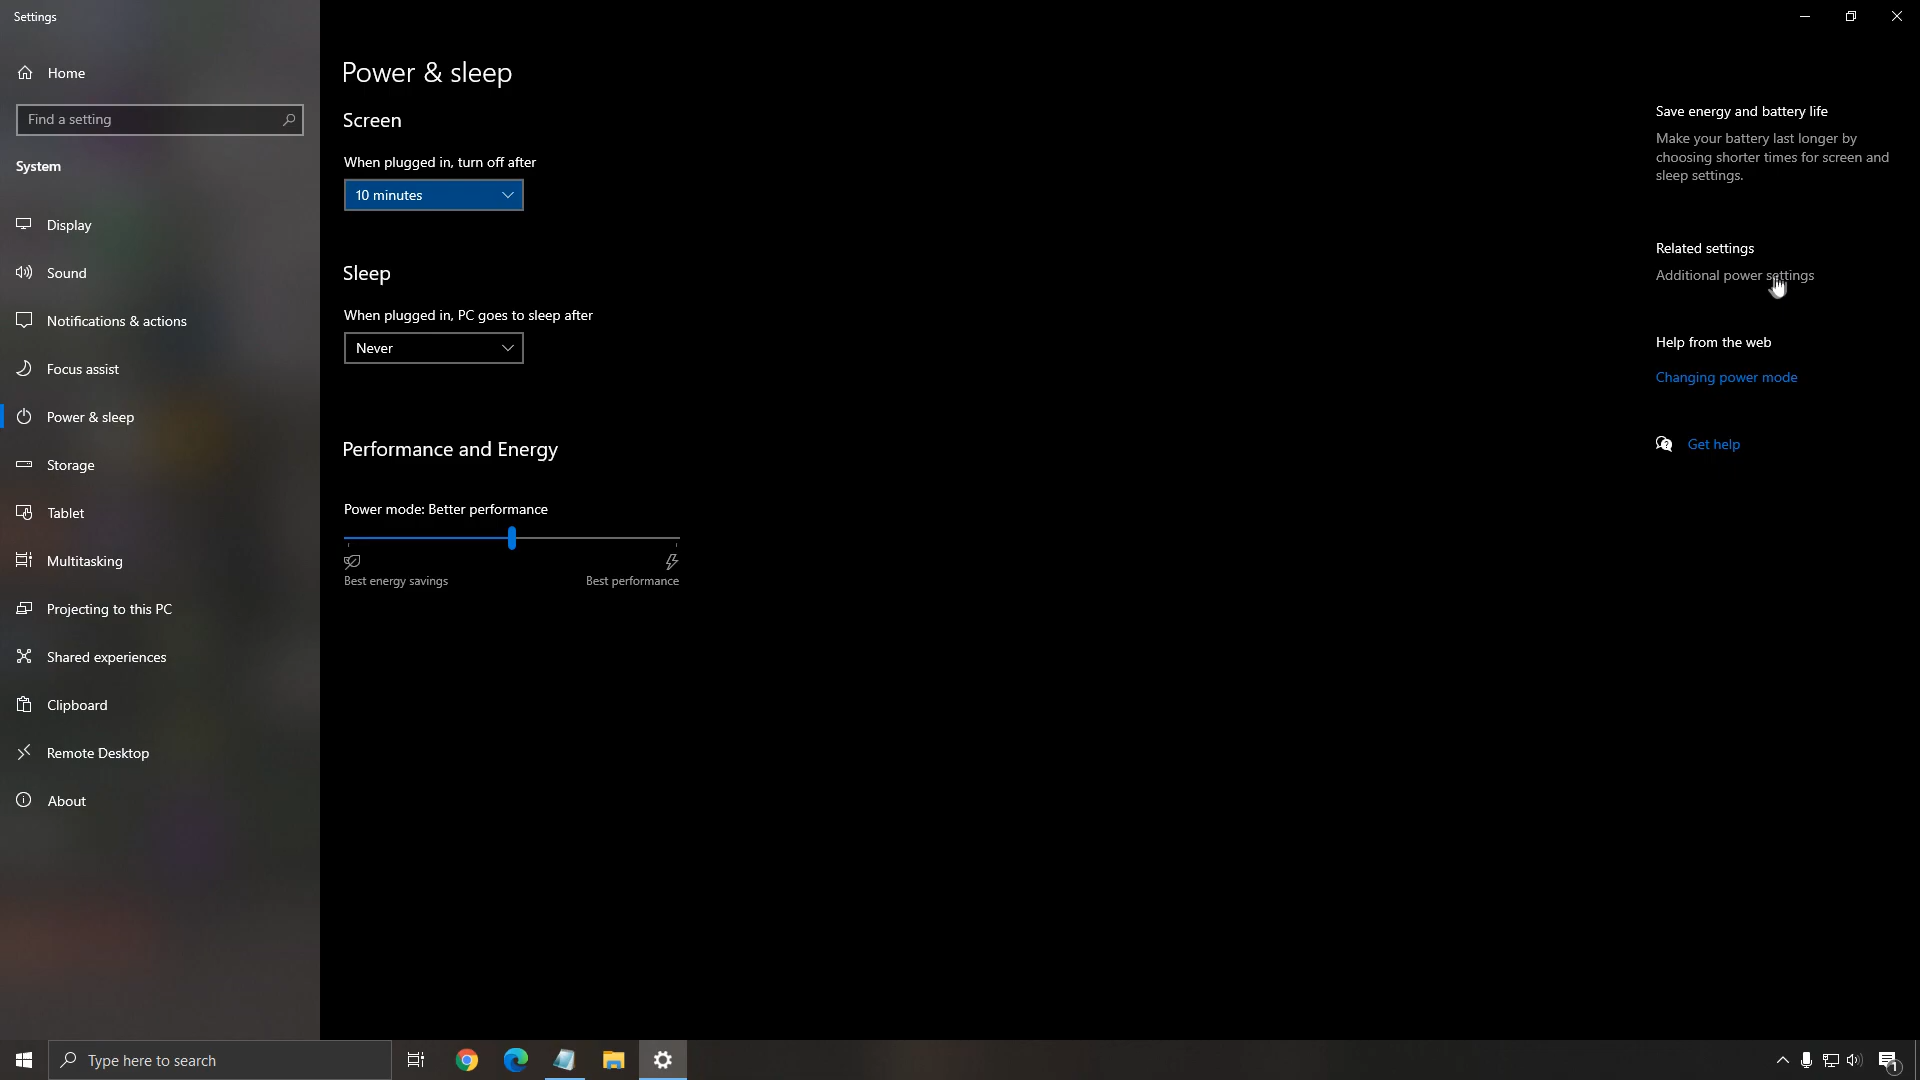 Settings
Home
Find a setting
System
Display
Sound
Notifications & actions
Focus assist
Power & sleep
Storage
Tablet
Multitasking
Projecting to this PC
Shared experiences
Clipboard
Remote Desktop
About
Power & sleep
Screen
When plugged in, turn off after
10 minutes
Sleep
When plugged in, PC goes to sleep after
Never
Performance and Energy
Power mode: Better performance
Best energy savings
Best performance
Save energy and battery life
Make your battery last longer by
choosing shorter times for screen and
sleep settings.
Related settings
Additional power settings
Help from the web
Changing power mode
Get help
Type here to search
1